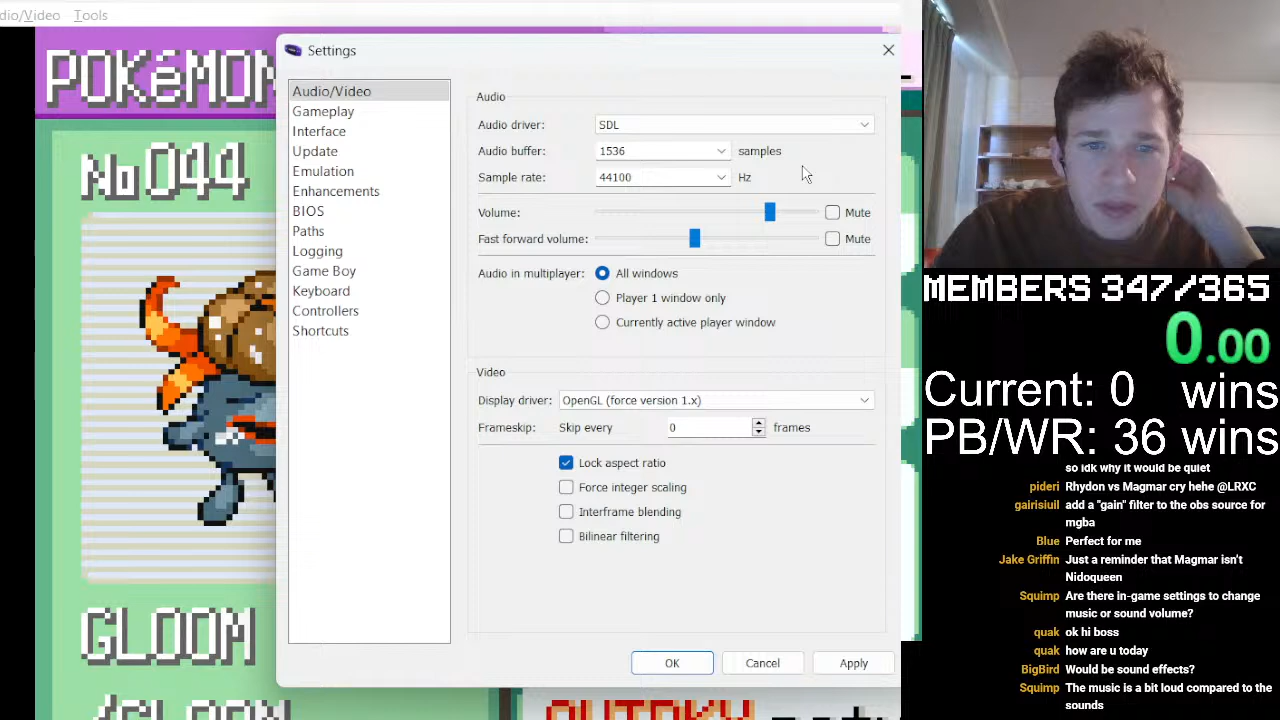 dio/Video Tools
POKéMON
Settings
No044
Audio/Video
Gameplay
Interface
Update
Emulation
Enhancements
BIOS
Paths
Logging
Game Boy
Keyboard
Controllers
Shortcuts
Audio
Audio driver: SDL
Audio buffer: 1536 samples
Sample rate: 44100 Hz
Volume: Mute
Fast forward volume: Mute
Audio in multiplayer: All windows
Player 1 window only
Currently active player window
Video
Display driver: OpenGL (force version 1.x)
Frameskip: Skip every 0 frames
Lock aspect ratio
Force integer scaling
Interframe blending
Bilinear filtering
OK Cancel Apply
GLOOM
MEMBERS 347/365
0.00
Current: 0 wins
PB/WR: 36 wins
so idk why it would be quiet
pideri Rhydon vs Magmar cry hehe @LRXC
gairisiuil add a "gain" filter to the obs source for
mgba
Blue Perfect for me
Jake Griffin Just a reminder that Magmar isn't
Nidoqueen
Squimp Are there in-game settings to change
music or sound volume?
quak ok hi boss
quak how are u today
BigBird Would be sound effects?
Squimp The music is a bit loud compared to the
sounds